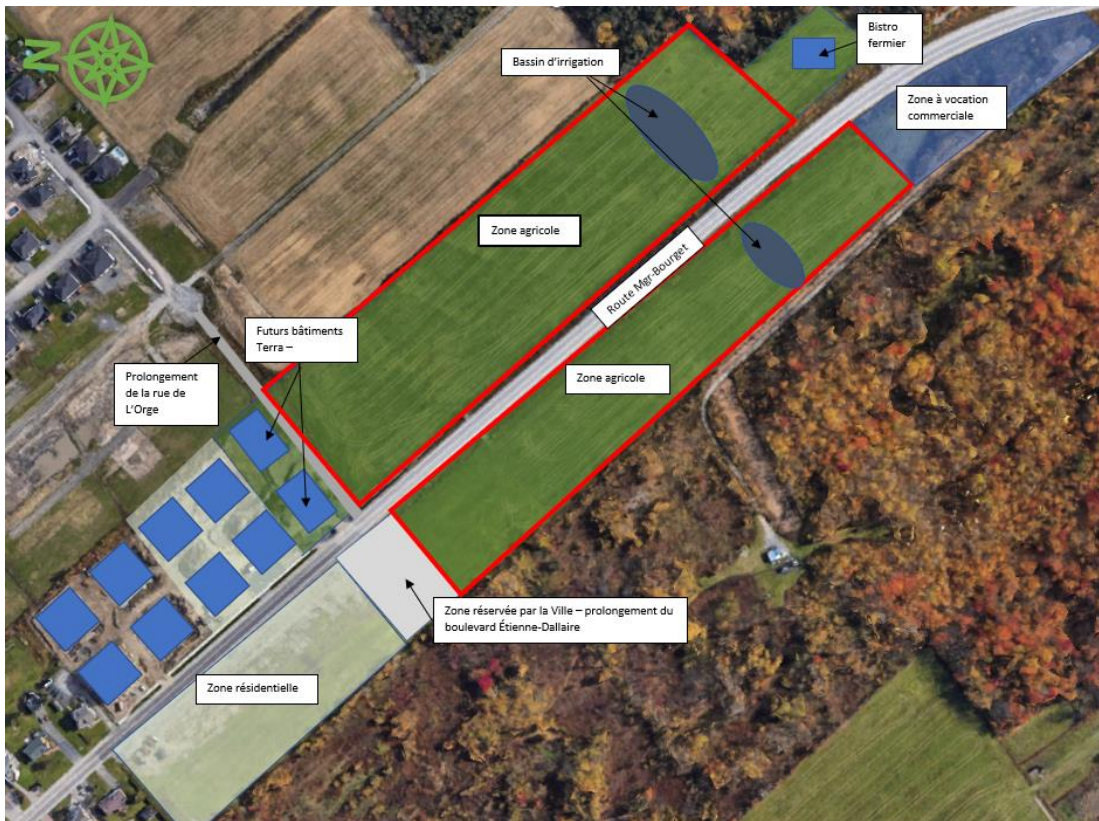 N
Bistro
fermier
Bassin d'irrigation
Zone à vocation
commerciale
Zone agricole
Route Mgr-Bourget
Futurs bâtiments
Terra –
Prolongement
de la rue de
L'Orge
Zone agricole
Zone réservée par la Ville – prolongement du
boulevard Étienne-Dallaire
Zone résidentielle